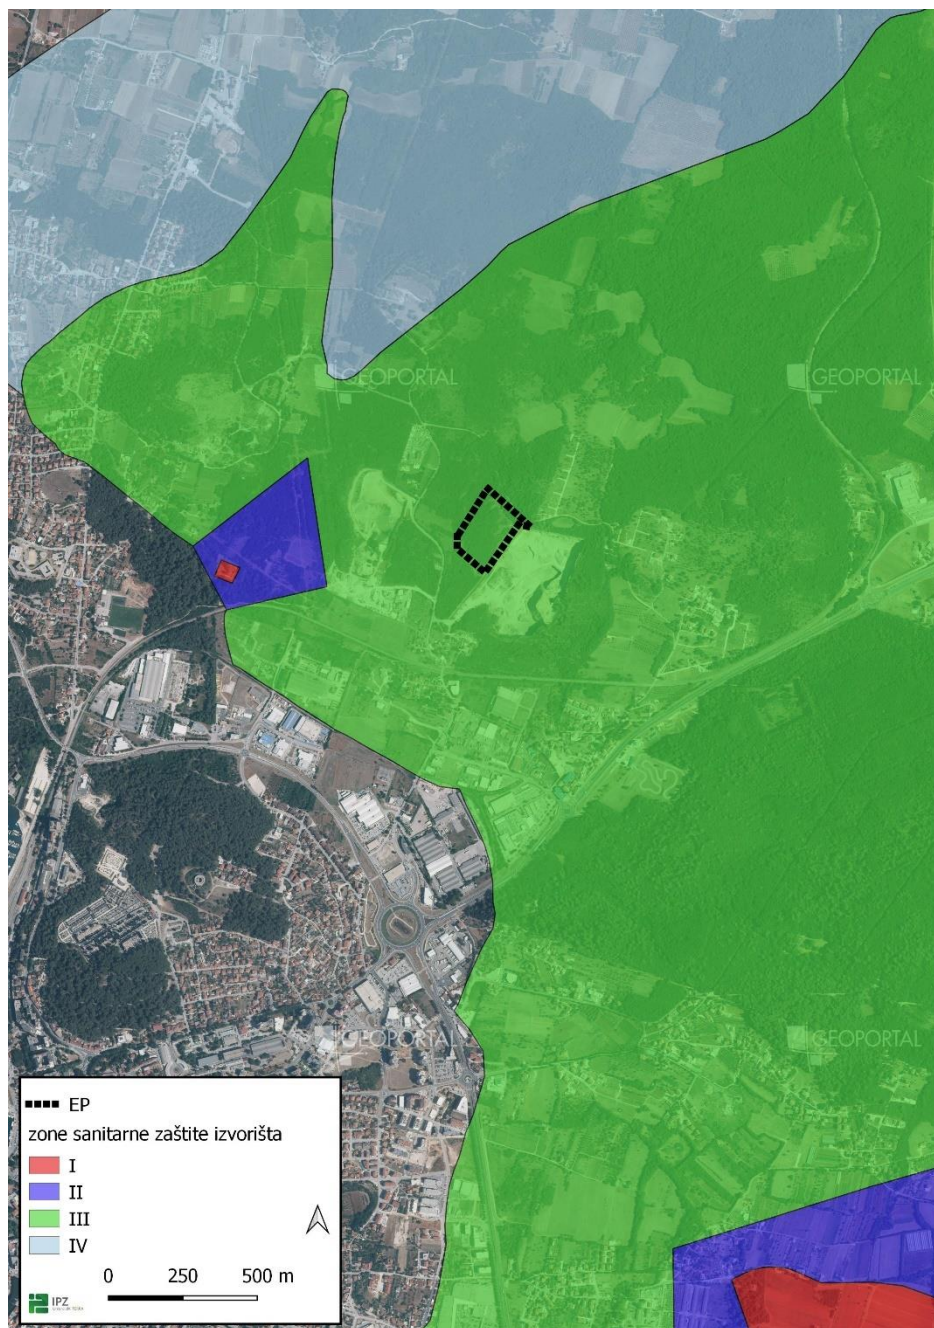 GEOPORTAL
GEOPORTAL
GEOPORTAL
GEOPORTAL
EP
zone sanitarne zaštite izvorišta
I
II
III
IV
0 250 500 m
IPZ